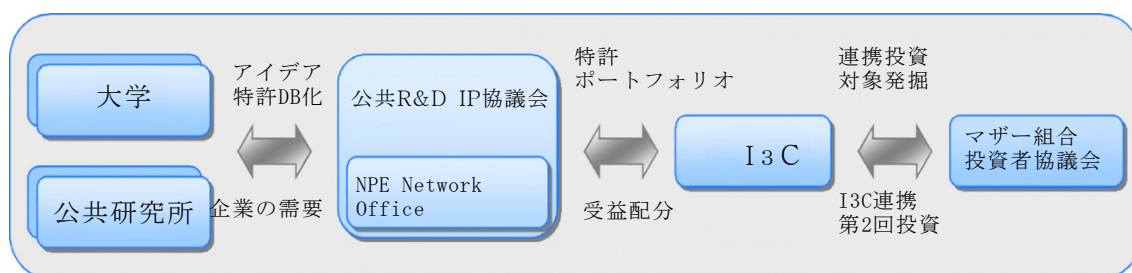 大学
公共研究所
アイデア
特許DB化
企業の需要
公共R&D IP協議会
NPE Network
Office
特許
ポートフォリオ
受益配分
I3C
連携投資
対象発掘
I3C連携
第2回投資
マザー組合
投資者協議会